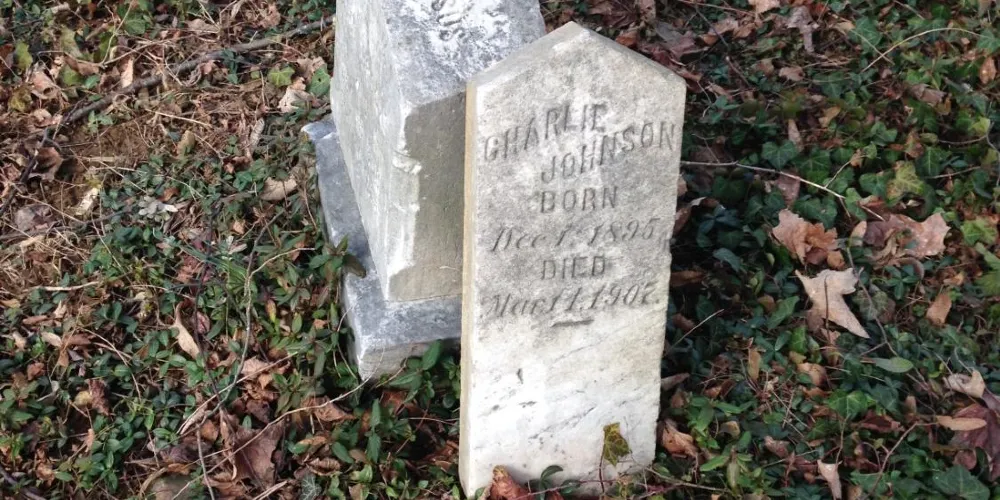 CHARLIE
JOHNSON
BORN
Dec 1. 1895.
DIED
Mar 11, 1907.